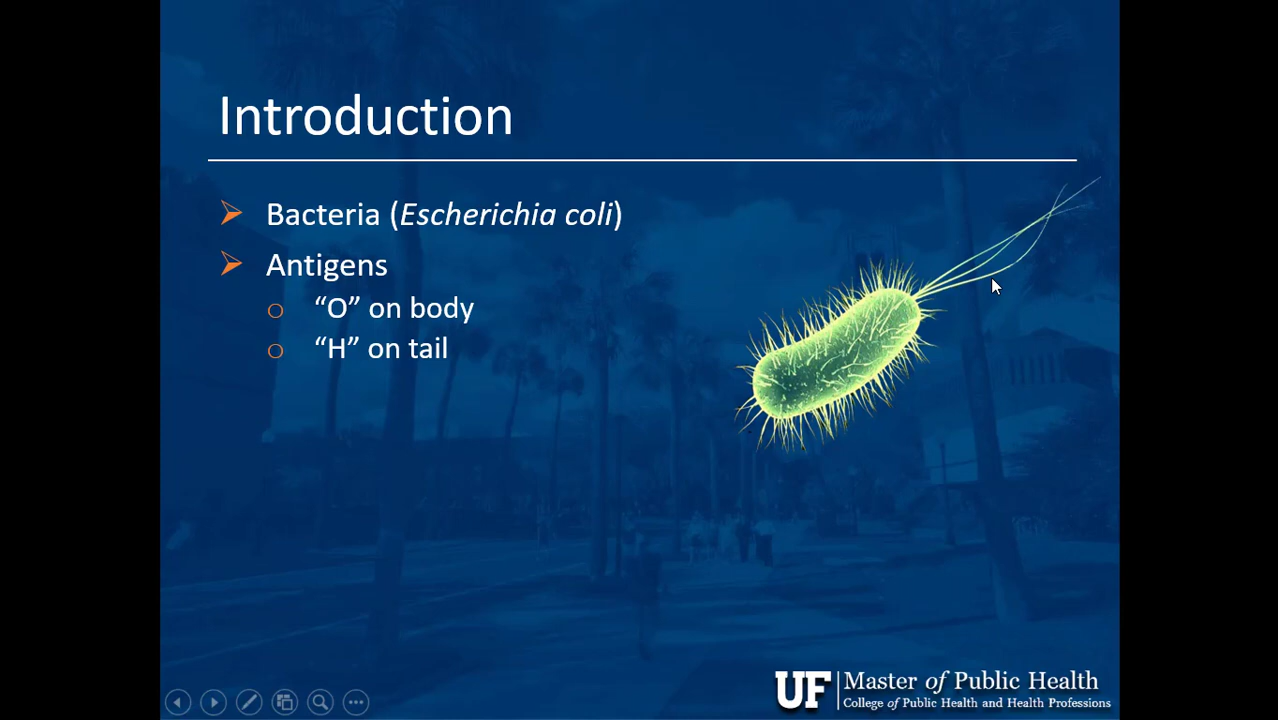 Introduction
Bacteria (Escherichia coli)
Antigens
“O” on body
“H” on tail
UF Master of Public Health
College of Public Health and Health Professions